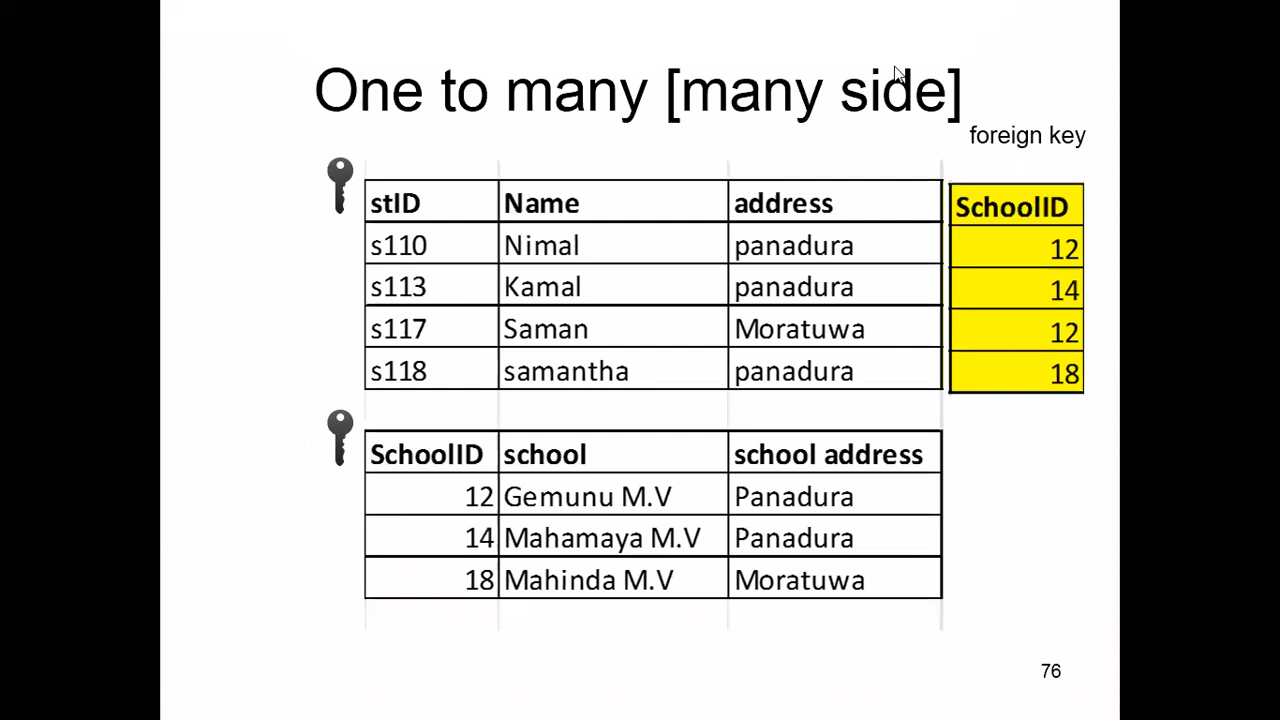 One to many [many side]
foreign key
stID Name address SchoolID
s110 Nimal panadura 12
s113 Kamal panadura 14
s117 Saman Moratuwa 12
s118 samantha panadura 18
SchoolID school school address
12 Gemunu M.V Panadura
14 Mahamaya M.V Panadura
18 Mahinda M.V Moratuwa
76